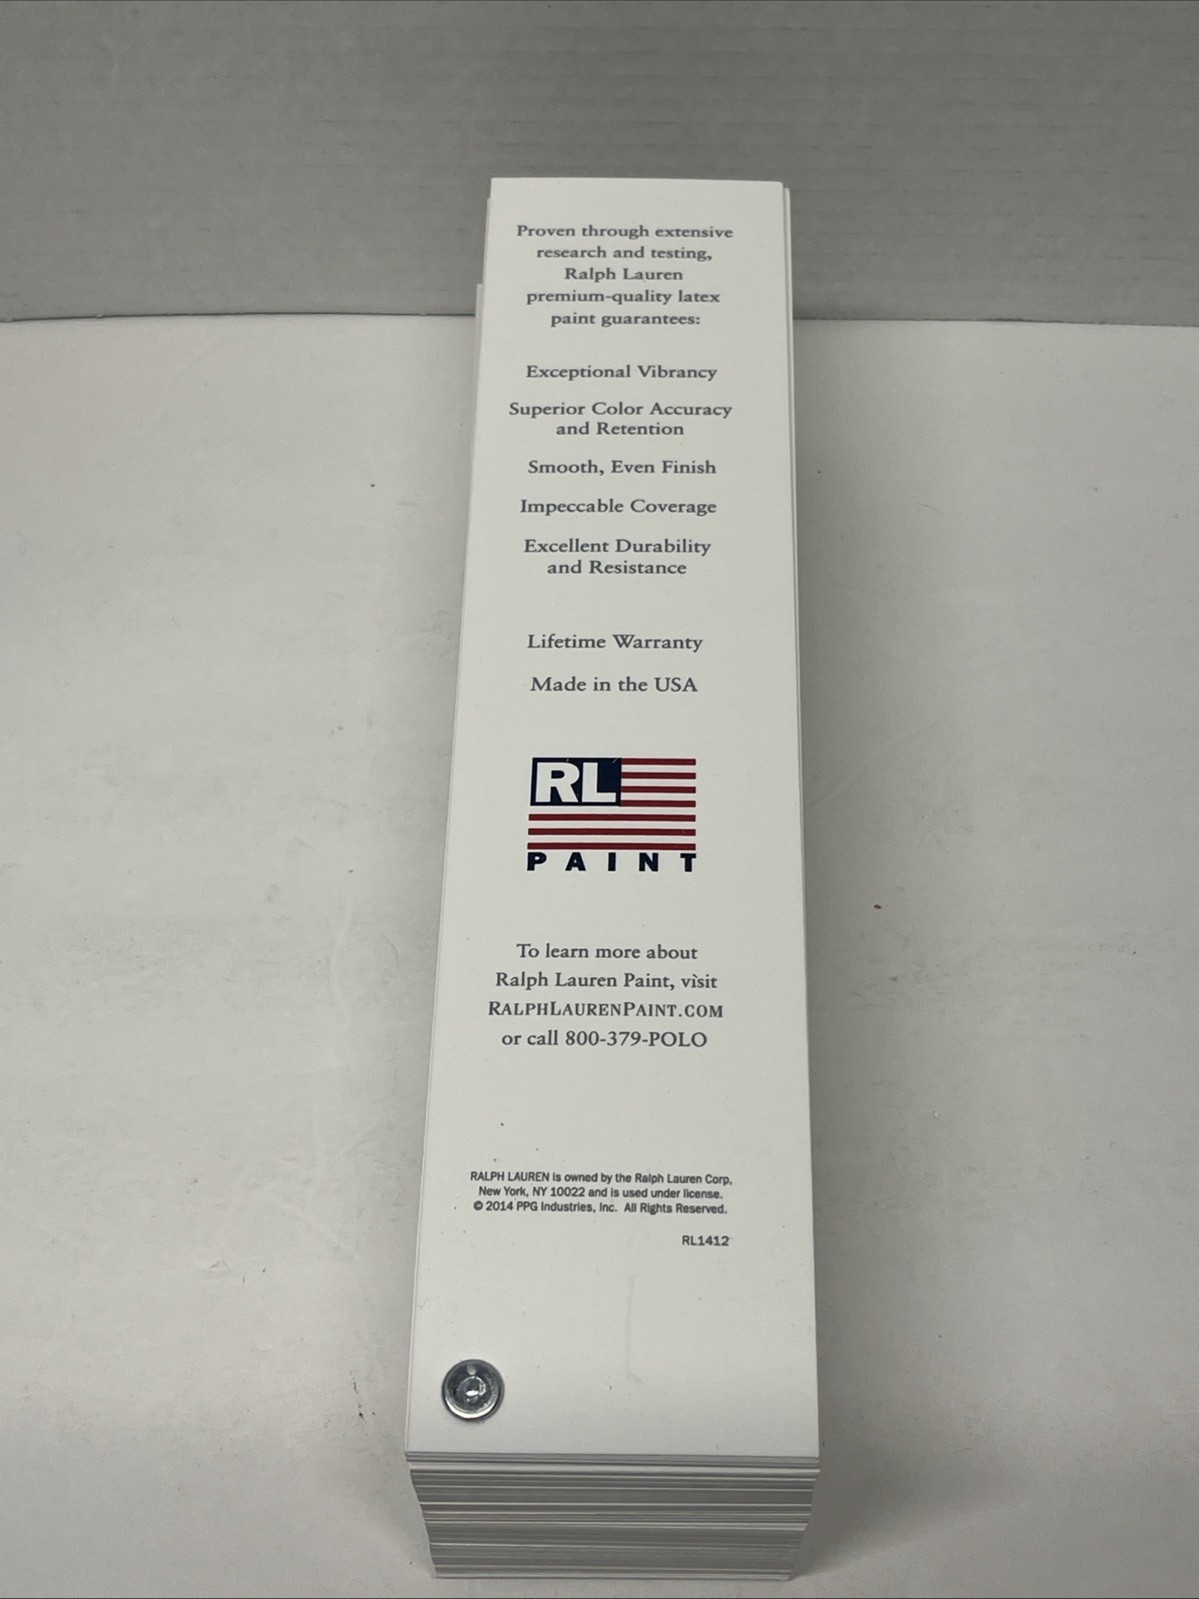 Proven through extensive
research and testing,
Ralph Lauren
premium-quality latex
paint guarantees:
Exceptional Vibrancy
Superior Color Accuracy
and Retention
Smooth, Even Finish
Impeccable Coverage
Excellent Durability
and Resistance
Lifetime Warranty
Made in the USA
RL
PAINT
To learn more about
Ralph Lauren Paint, visit
RALPHLAURENPAINT.COM
or call 800-379-POLO
RALPH LAUREN is owned by the Ralph Lauren Corp,
New York, NY 10022 and is used under license.
© 2014 PPG Industries, Inc. All Rights Reserved.
RL1412